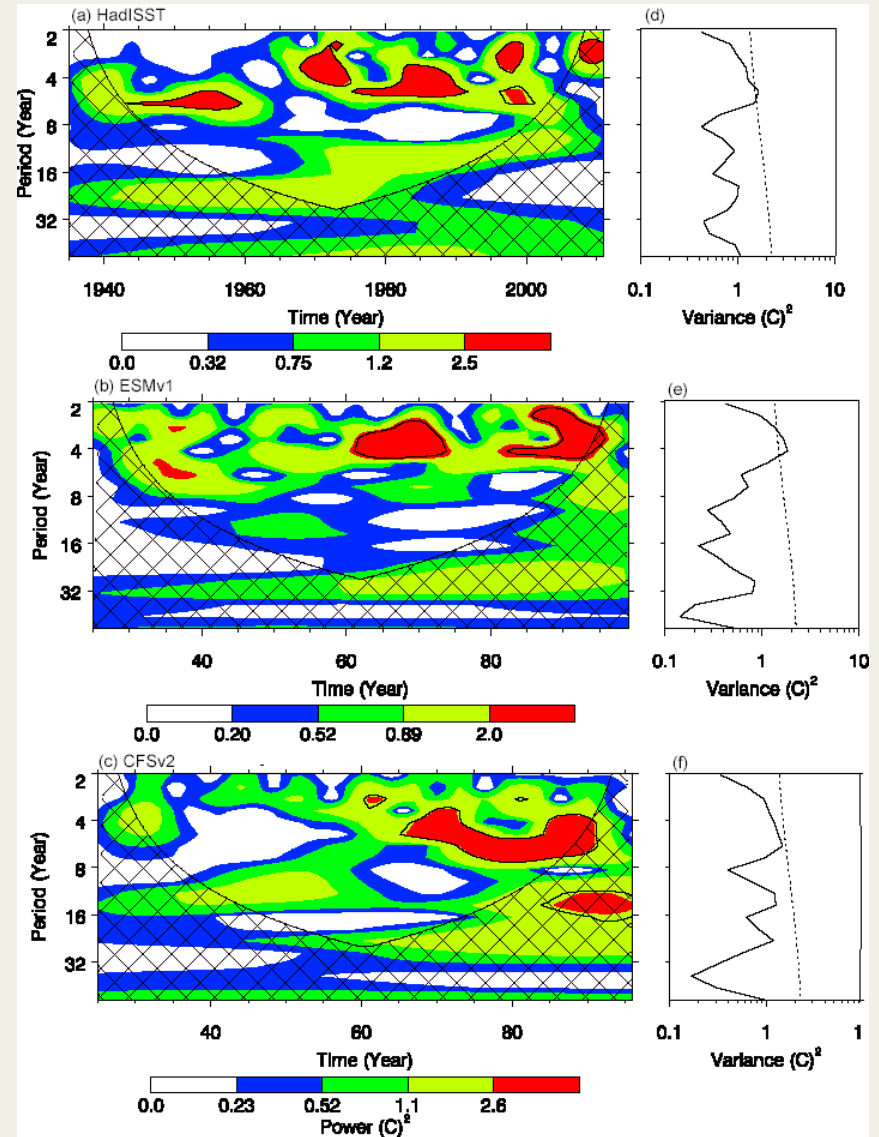 (a) HadISST
(d)
2
4
8
16
32
Period (Year)
1940 1960 1980 2000
Time (Year)
0.1 1 10
Variance (C)²
0.0 0.32 0.75 1.2 2.5
(b) ESMv1
(e)
2
4
8
16
32
Period (Year)
40 60 80
Time (Year)
0.1 1 10
Variance (C)²
0.0 0.20 0.52 0.89 2.0
(c) CFSv2
(f)
2
4
8
16
32
Period (Year)
40 60 80
Time (Year)
0.1 1 1
Variance (C)²
0.0 0.23 0.52 1.1 2.6
Power (C)²